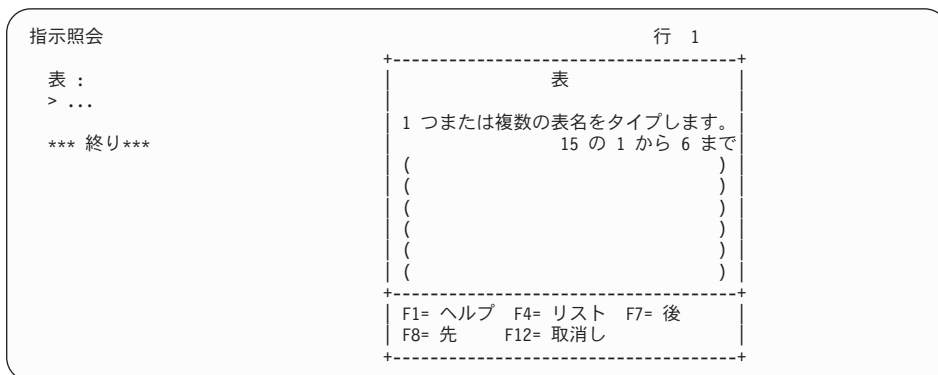 指示照会 行 1
+-------------------------------------+
表 : | 表 |
> ... | |
| 1 つまたは複数の表名をタイプします。|
*** 終り*** | 15 の 1 から 6 まで|
| ( ) |
| ( ) |
| ( ) |
| ( ) |
| ( ) |
| ( ) |
+-------------------------------------+
| F1= ヘルプ F4= リスト F7= 後 |
| F8= 先 F12= 取消し |
+-------------------------------------+